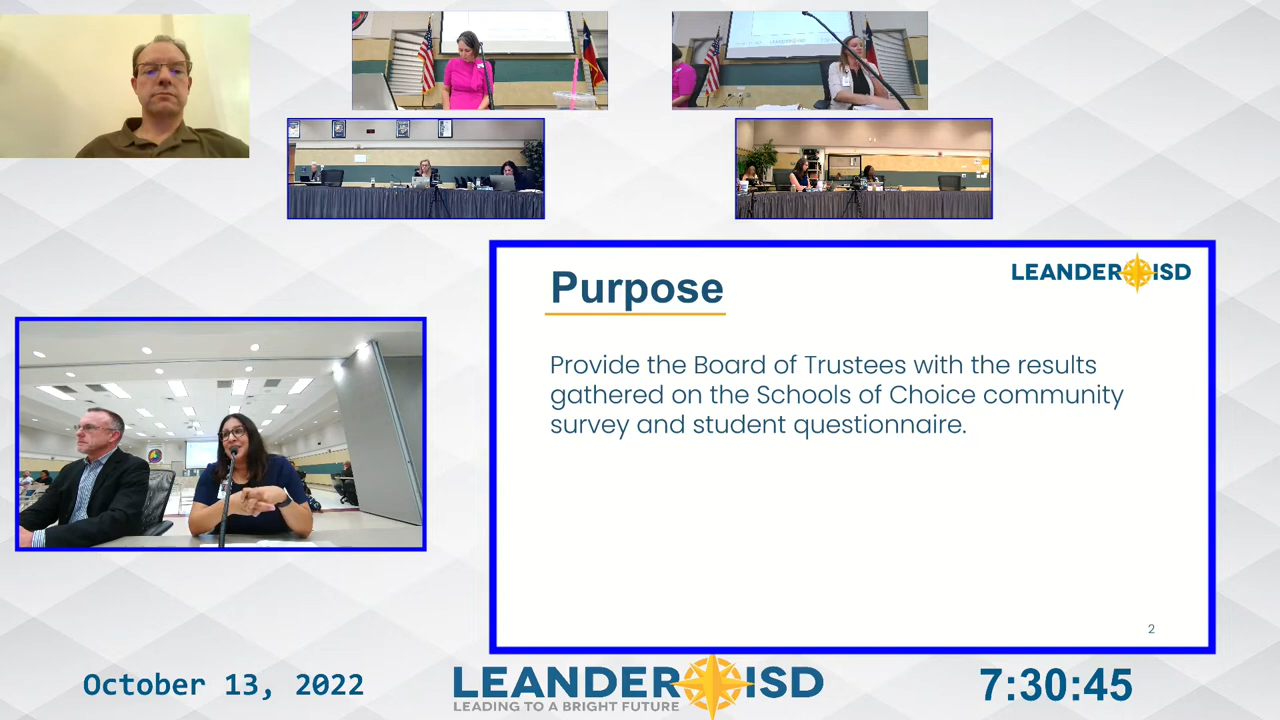 Purpose
LEANDER ISD
Provide the Board of Trustees with the results
gathered on the Schools of Choice community
survey and student questionnaire.
2
October 13, 2022
LEANDER ISD
LEADING TO A BRIGHT FUTURE
7:30:45